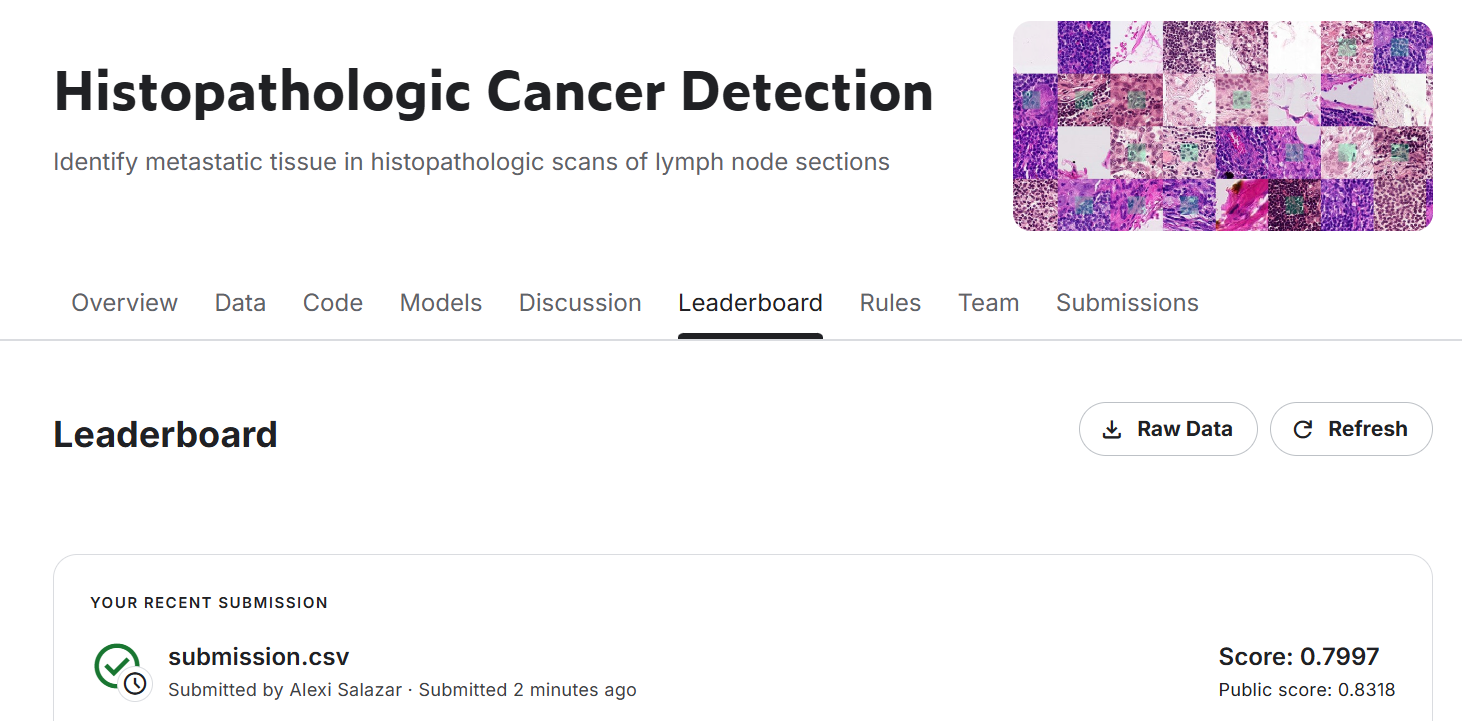 Histopathologic Cancer Detection
Identify metastatic tissue in histopathologic scans of lymph node sections
Overview Data Code Models Discussion Leaderboard Rules Team Submissions
Leaderboard
Raw Data Refresh
YOUR RECENT SUBMISSION
submission.csv Score: 0.7997
Submitted by Alexi Salazar · Submitted 2 minutes ago Public score: 0.8318